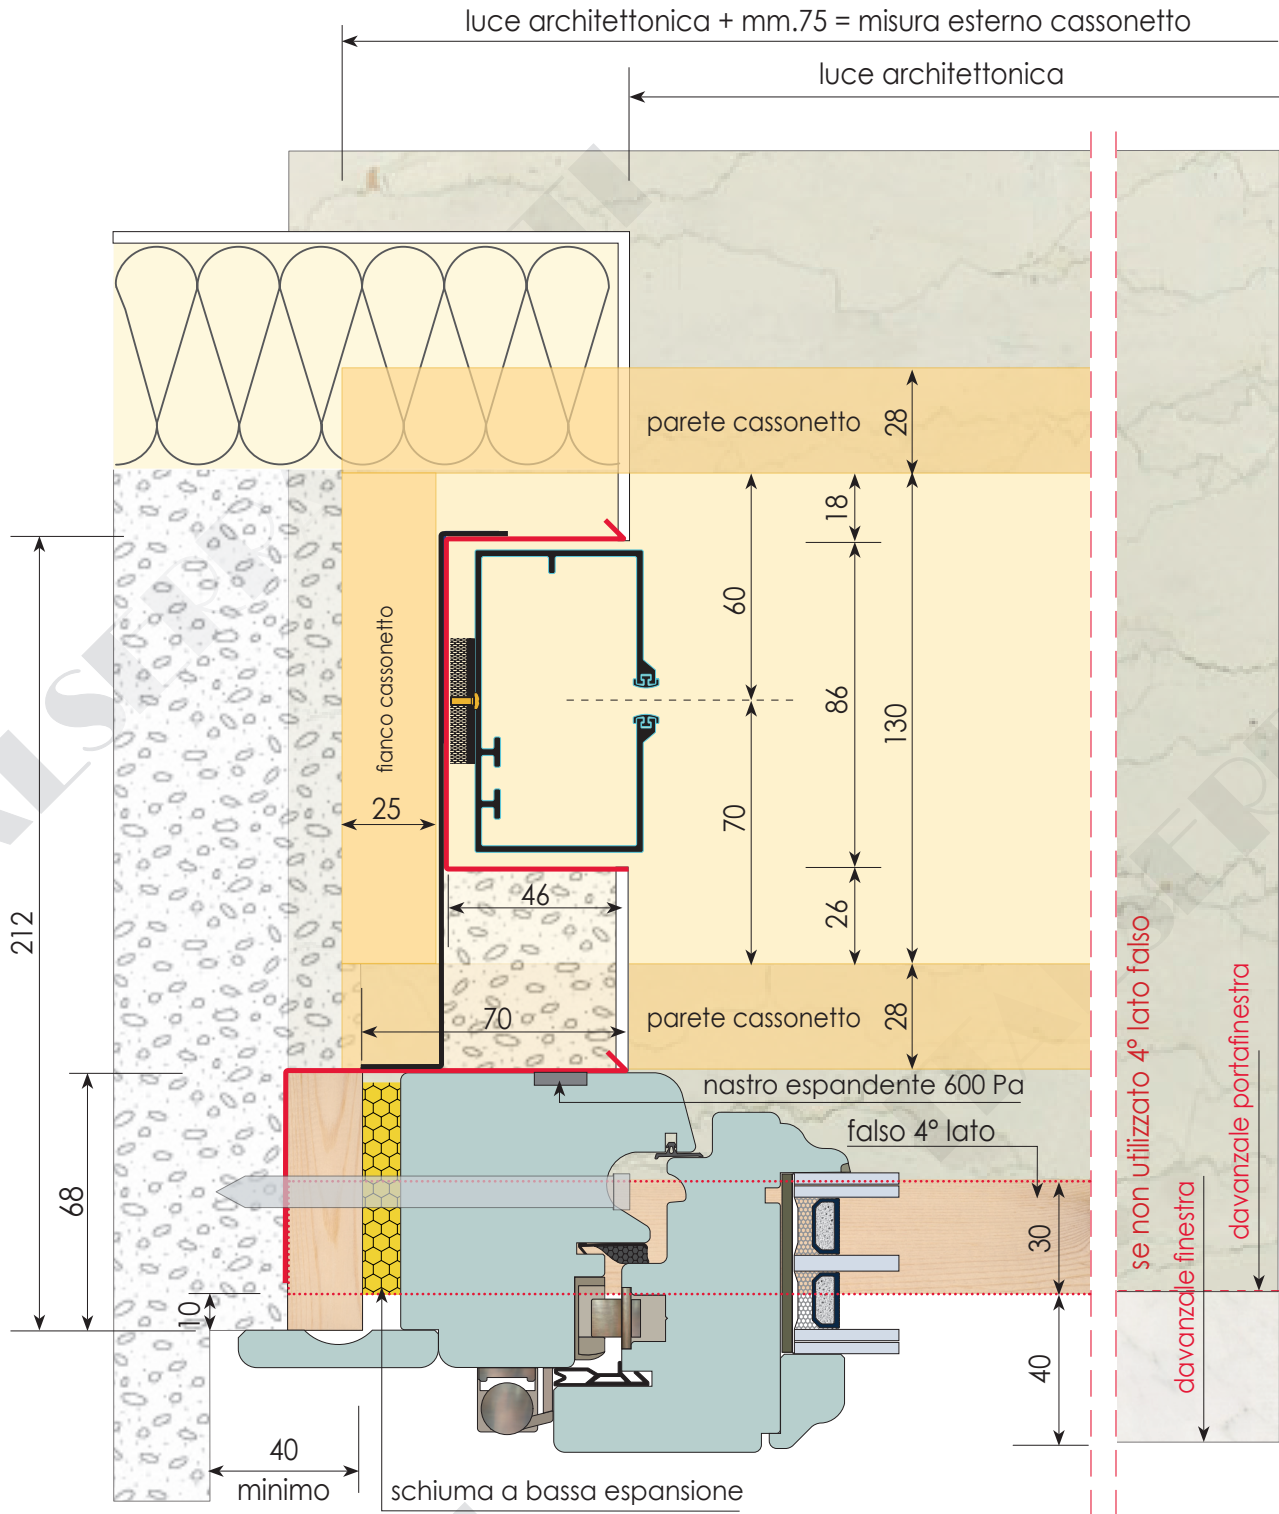 luce architettonica + mm.75 = misura esterno cassonetto
luce architettonica
parete cassonetto
28
18
60
86
130
fianco cassonetto
25
70
212
46
26
70
parete cassonetto
28
nastro espandente 600 Pa
falso 4° lato
se non utilizzato 4° lato falso
davanzale portafinestra
davanzale finestra
68
30
10
40
40
minimo
schiuma a bassa espansione